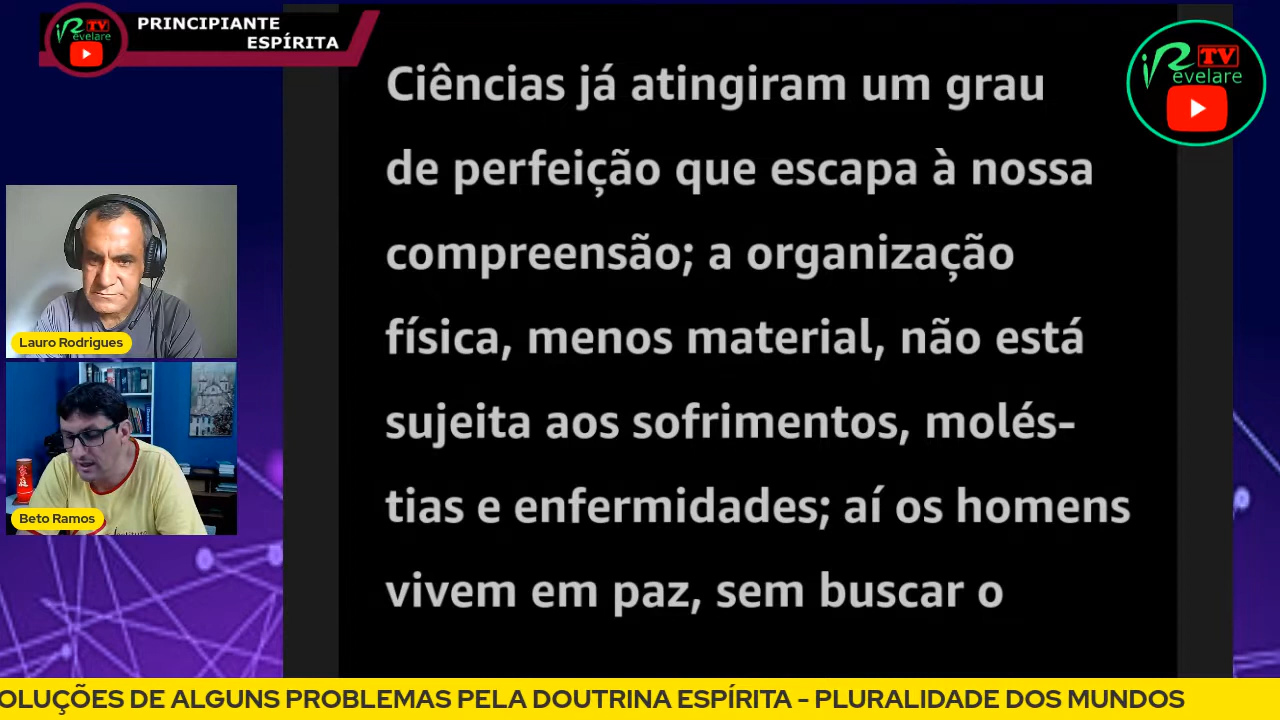 PRINCIPIANTE
ESPÍRITA
iR TV
evelare
iR TV
evelare
Ciências já atingiram um grau
de perfeição que escapa à nossa
compreensão; a organização
física, menos material, não está
sujeita aos sofrimentos, molés-
tias e enfermidades; aí os homens
vivem em paz, sem buscar o
Lauro Rodrigues
Beto Ramos
OLUÇÕES DE ALGUNS PROBLEMAS PELA DOUTRINA ESPÍRITA - PLURALIDADE DOS MUNDOS